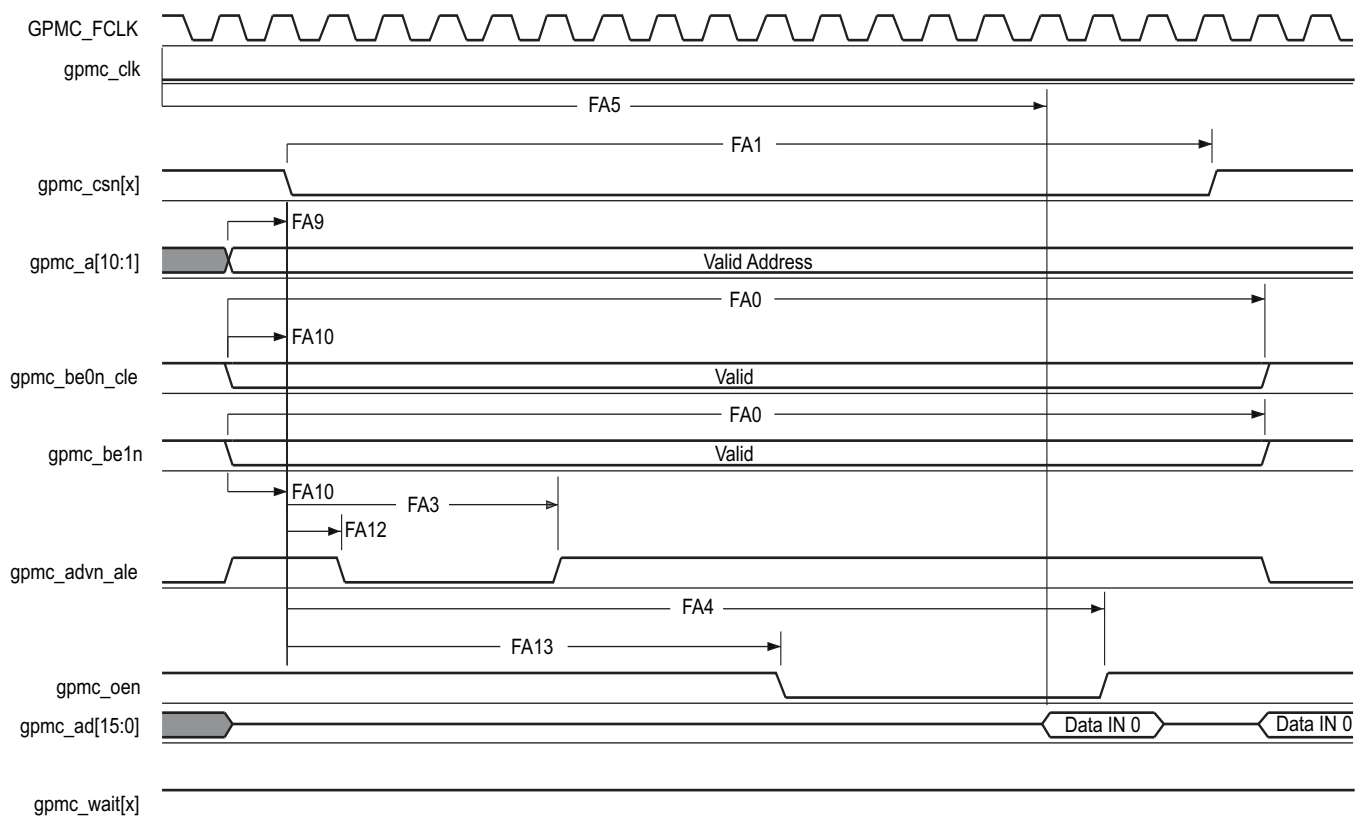 GPMC_FCLK
gpmc_clk
FA5
FA1
gpmc_csn[x]
FA9
gpmc_a[10:1]
Valid Address
FA0
FA10
gpmc_be0n_cle
Valid
FA0
gpmc_be1n
Valid
FA10
FA3
FA12
gpmc_advn_ale
FA4
FA13
gpmc_oen
gpmc_ad[15:0]
Data IN 0
Data IN 0
gpmc_wait[x]